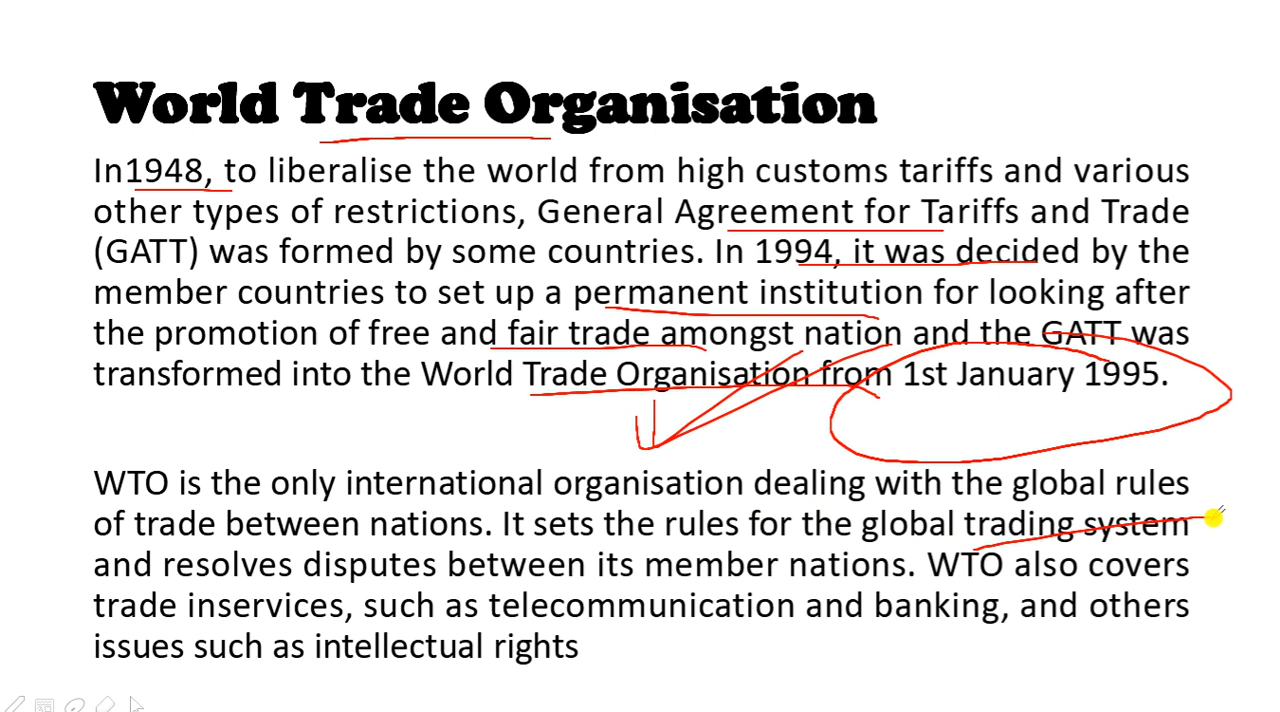 World Trade Organisation
In1948, to liberalise the world from high customs tariffs and various
other types of restrictions, General Agreement for Tariffs and Trade
(GATT) was formed by some countries. In 1994, it was decided by the
member countries to set up a permanent institution for looking after
the promotion of free and fair trade amongst nation and the GATT was
transformed into the World Trade Organisation from 1st January 1995.
WTO is the only international organisation dealing with the global rules
of trade between nations. It sets the rules for the global trading system
and resolves disputes between its member nations. WTO also covers
trade inservices, such as telecommunication and banking, and others
issues such as intellectual rights